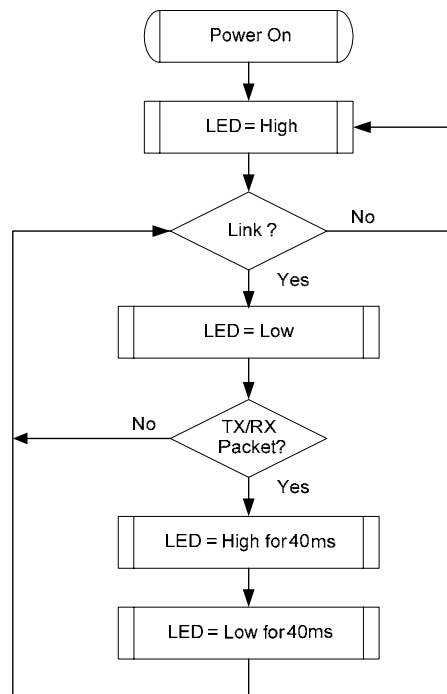 Power On
LED = High
Link ?
No
Yes
LED = Low
No
TX/RX
Packet?
Yes
LED = High for 40ms
LED = Low for 40ms